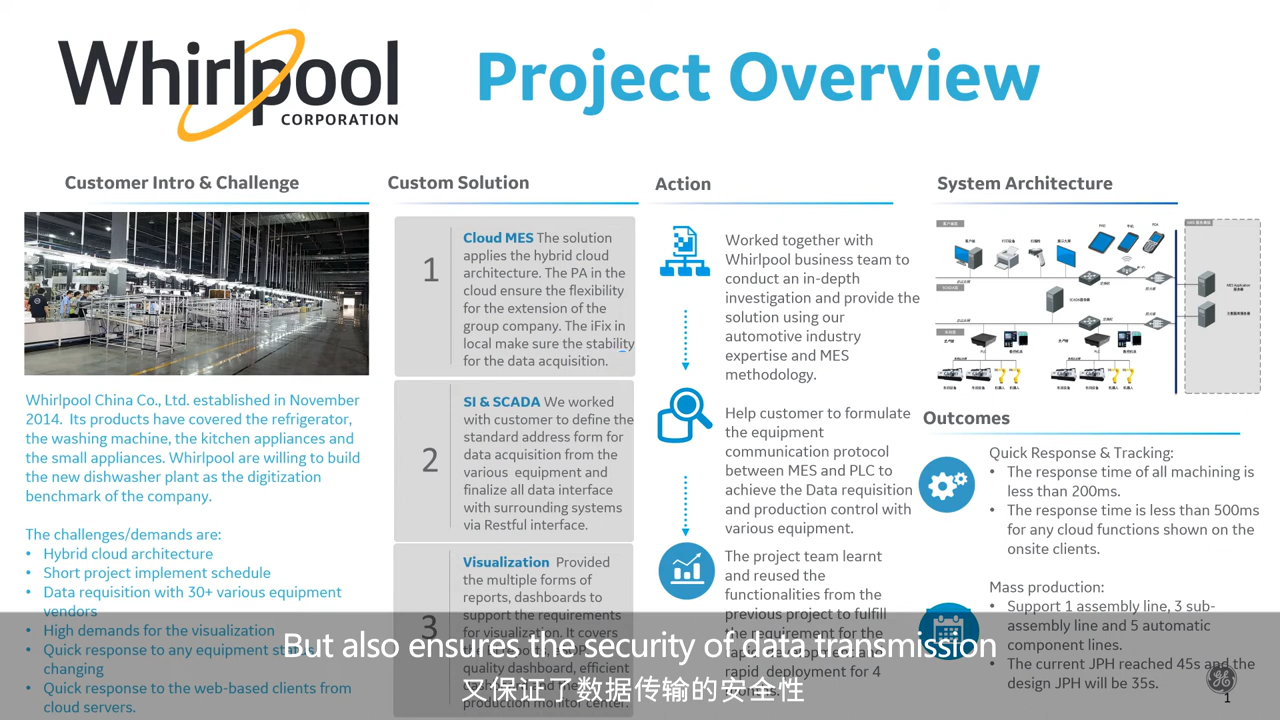 Whirlpool
CORPORATION
Project Overview
Customer Intro & Challenge
Whirlpool China Co., Ltd. established in November
2014. Its products have covered the refrigerator,
the washing machine, the kitchen appliances and
the small appliances. Whirlpool are willing to build
the new dishwasher plant as the digitization
benchmark of the company.
The challenges/demands are:
• Hybrid cloud architecture
• Short project implement schedule
• Data requisition with 30+ various equipment
vendors
• High demands for the visualization
• Quick response to any equipment status
changing
• Quick response to the web-based clients from
cloud servers.
Custom Solution
1
Cloud MES The solution
applies the hybrid cloud
architecture. The PA in the
cloud ensure the flexibility
for the extension of the
group company. The iFix in
local make sure the stability
for the data acquisition.
2
SI & SCADA We worked
with customer to define the
standard address form for
data acquisition from the
various equipment and
finalize all data interface
with surrounding systems
via Restful interface.
3
Visualization Provided
the multiple forms of
reports, dashboards to
support the requirements
for visualization. It covers
quality dashboard, efficient
production monitor center.
Action
Worked together with
Whirlpool business team to
conduct an in-depth
investigation and provide the
solution using our
automotive industry
expertise and MES
methodology.
Help customer to formulate
the equipment
communication protocol
between MES and PLC to
achieve the Data requisition
and production control with
various equipment.
The project team learnt
and reused the
functionalities from the
previous project to fulfill
the requirement for the
rapid deployment for 4
System Architecture
PLC
PLC
Outcomes
Quick Response & Tracking:
• The response time of all machining is
less than 200ms.
• The response time is less than 500ms
for any cloud functions shown on the
onsite clients.
Mass production:
• Support 1 assembly line, 3 sub-
assembly line and 5 automatic
component lines.
• The current JPH reached 45s and the
design JPH will be 35s.
1
But also ensures the security of data transmission
又保证了数据传输的安全性